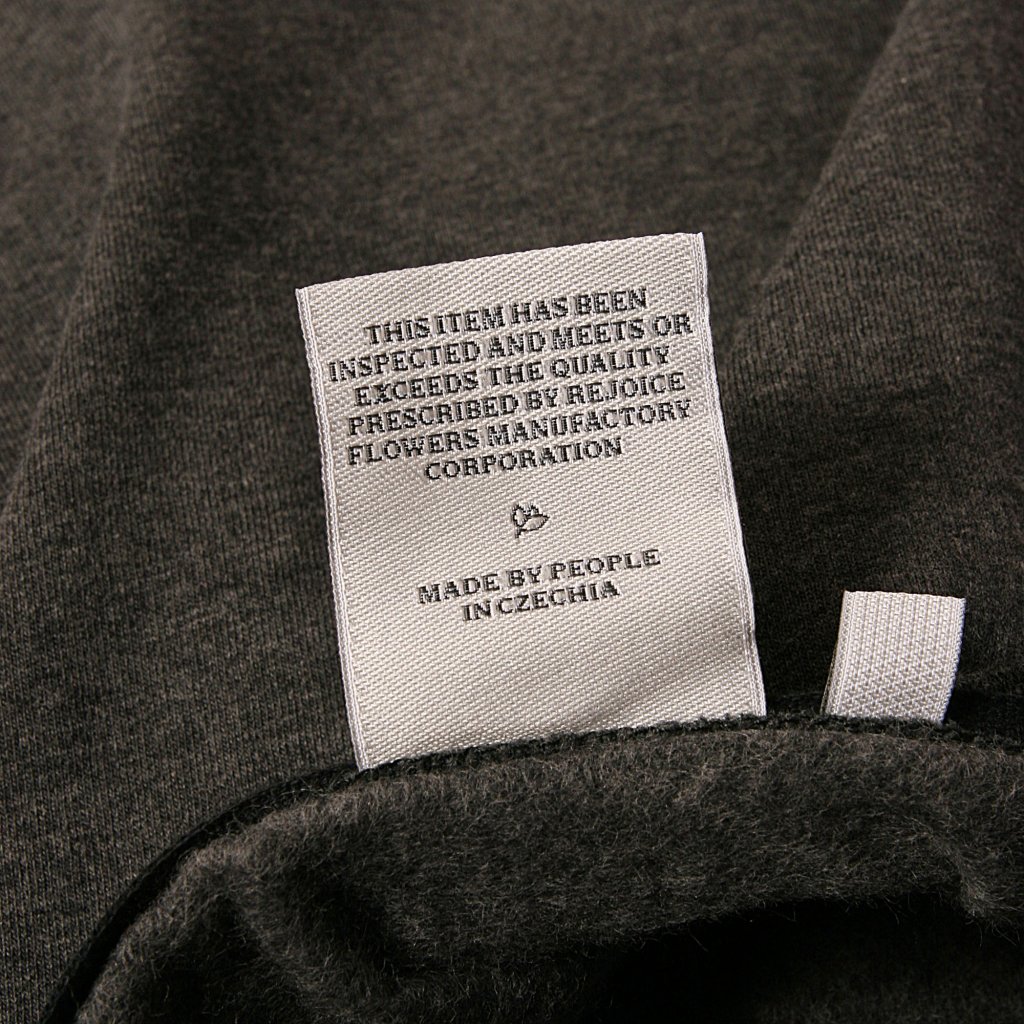 THIS ITEM HAS BEEN
INSPECTED AND MEETS OR
EXCEEDS THE QUALITY
PRESCRIBED BY REJOICE
FLOWERS MANUFACTORY
CORPORATION
MADE BY PEOPLE
IN CZECHIA